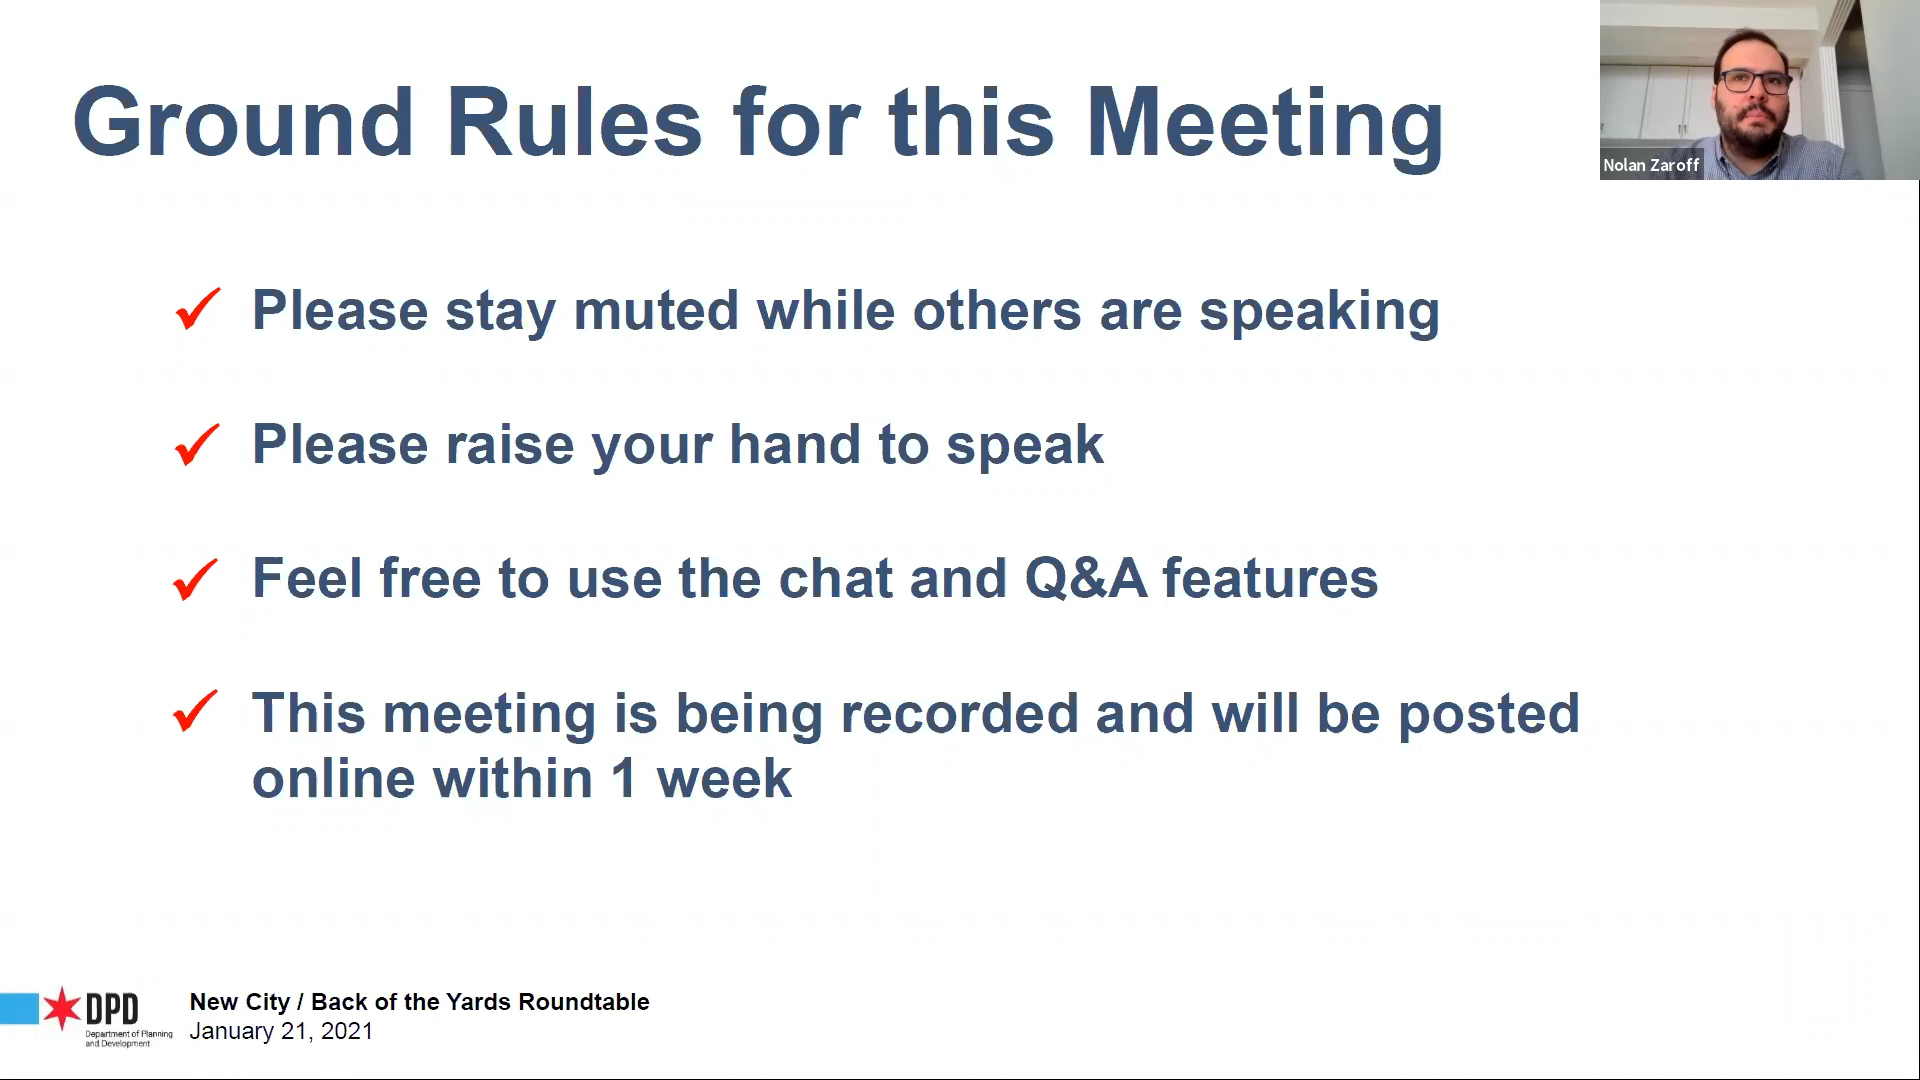 Ground Rules for this Meeting
Nolan Zaroff
Please stay muted while others are speaking
Please raise your hand to speak
Feel free to use the chat and Q&A features
This meeting is being recorded and will be posted
online within 1 week
DPD
Department of Planning
and Development
New City / Back of the Yards Roundtable
January 21, 2021